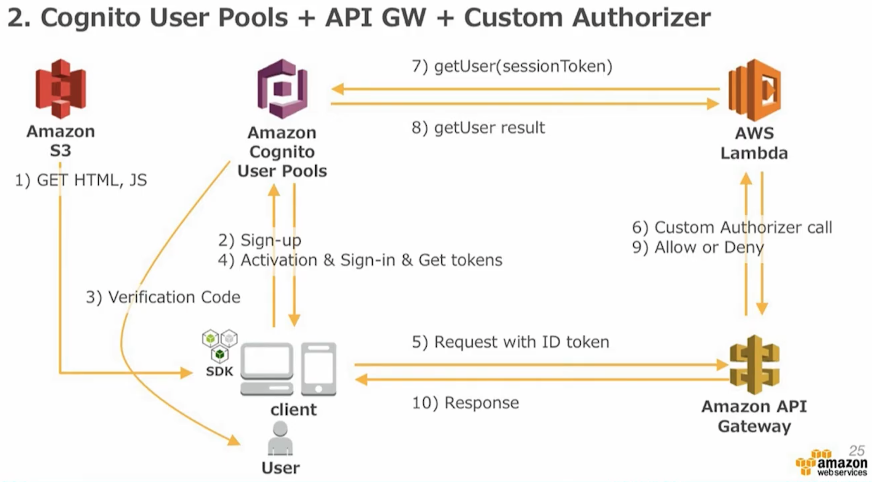 2. Cognito User Pools + API GW + Custom Authorizer
7) getUser(sessionToken)
Amazon
S3
Amazon
Cognito
User Pools
8) getUser result
AWS
Lambda
1) GET HTML, JS
2) Sign-up
4) Activation & Sign-in & Get tokens
6) Custom Authorizer call
9) Allow or Deny
3) Verification Code
SDK
client
5) Request with ID token
10) Response
Amazon API
Gateway
User
25
amazon
webservices